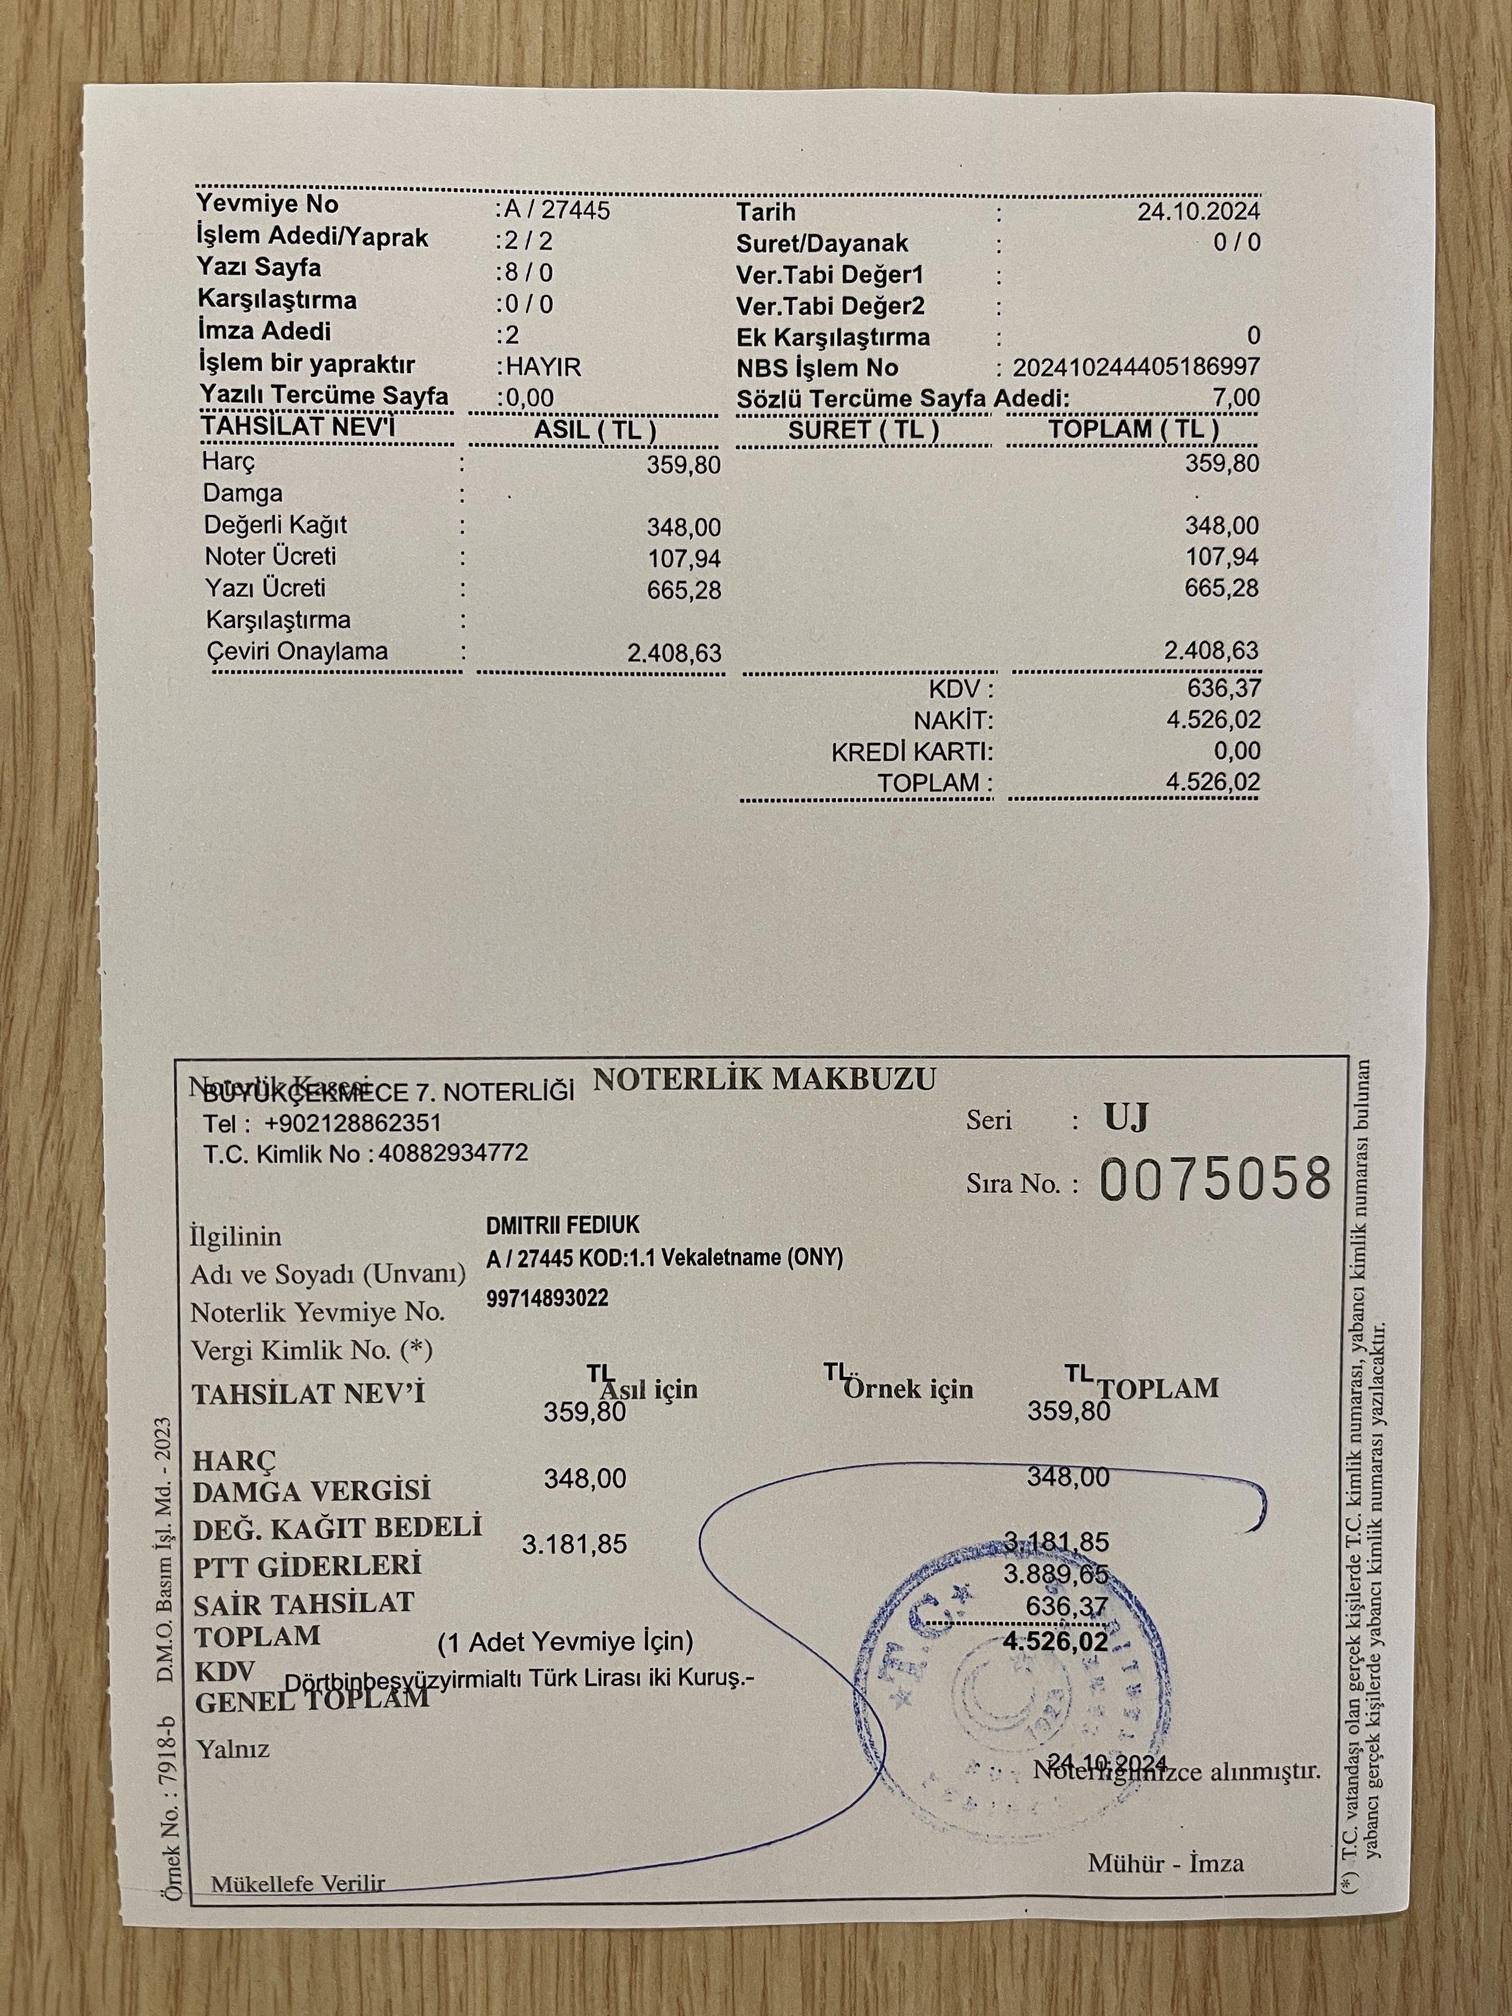 Yevmiye No :A / 27445 Tarih : 24.10.2024
İşlem Adedi/Yaprak :2 / 2 Suret/Dayanak : 0 / 0
Yazı Sayfa :8 / 0 Ver.Tabi Değer1 :
Karşılaştırma :0 / 0 Ver.Tabi Değer2 :
İmza Adedi :2 Ek Karşılaştırma : 0
İşlem bir yapraktır :HAYIR NBS İşlem No : 202410244405186997
Yazılı Tercüme Sayfa :0,00 Sözlü Tercüme Sayfa Adedi: 7,00
TAHSİLAT NEV'İ ASIL ( TL ) SURET ( TL ) TOPLAM ( TL )
Harç : 359,80 359,80
Damga :
Değerli Kağıt : 348,00 348,00
Noter Ücreti : 107,94 107,94
Yazı Ücreti : 665,28 665,28
Karşılaştırma :
Çeviri Onaylama : 2.408,63 2.408,63
KDV : 636,37
NAKİT: 4.526,02
KREDİ KARTI: 0,00
TOPLAM : 4.526,02
Noterlik Kaşesi NOTERLİK MAKBUZU
BÜYÜKÇEKMECE 7. NOTERLİĞİ
Tel : +902128862351 Seri : UJ
T.C. Kimlik No : 40882934772
Sıra No. : 0075058
İlgilinin DMITRII FEDIUK
Adı ve Soyadı (Unvanı) A / 27445 KOD:1.1 Vekaletname (ONY)
Noterlik Yevmiye No. 99714893022
Vergi Kimlik No. (*)
TL TL TL
TAHSİLAT NEV'İ Asıl için Örnek için TOPLAM
359,80 359,80
HARÇ
DAMGA VERGİSİ 348,00 348,00
DEĞ. KAĞIT BEDELİ
PTT GİDERLERİ 3.181,85 3.181,85
3.889,65
SAİR TAHSİLAT 636,37
TOPLAM (1 Adet Yevmiye İçin) 4.526,02
KDV Dörtbinbeşyüzyirmialtı Türk Lirası iki Kuruş.-
GENEL TOPLAM
Yalnız
24.10.2024
Noterliğimizce alınmıştır.
Mühür - İmza
Mükellefe Verilir
Örnek No. : 7918-b D.M.O. Basım İşl. Md. - 2023
(*) T.C. vatandaşı olan gerçek kişilerde T.C. kimlik numarası, yabancı kimlik numarası bulunan
yabancı gerçek kişilerde yabancı kimlik numarası yazılacaktır.
T.C.
1923